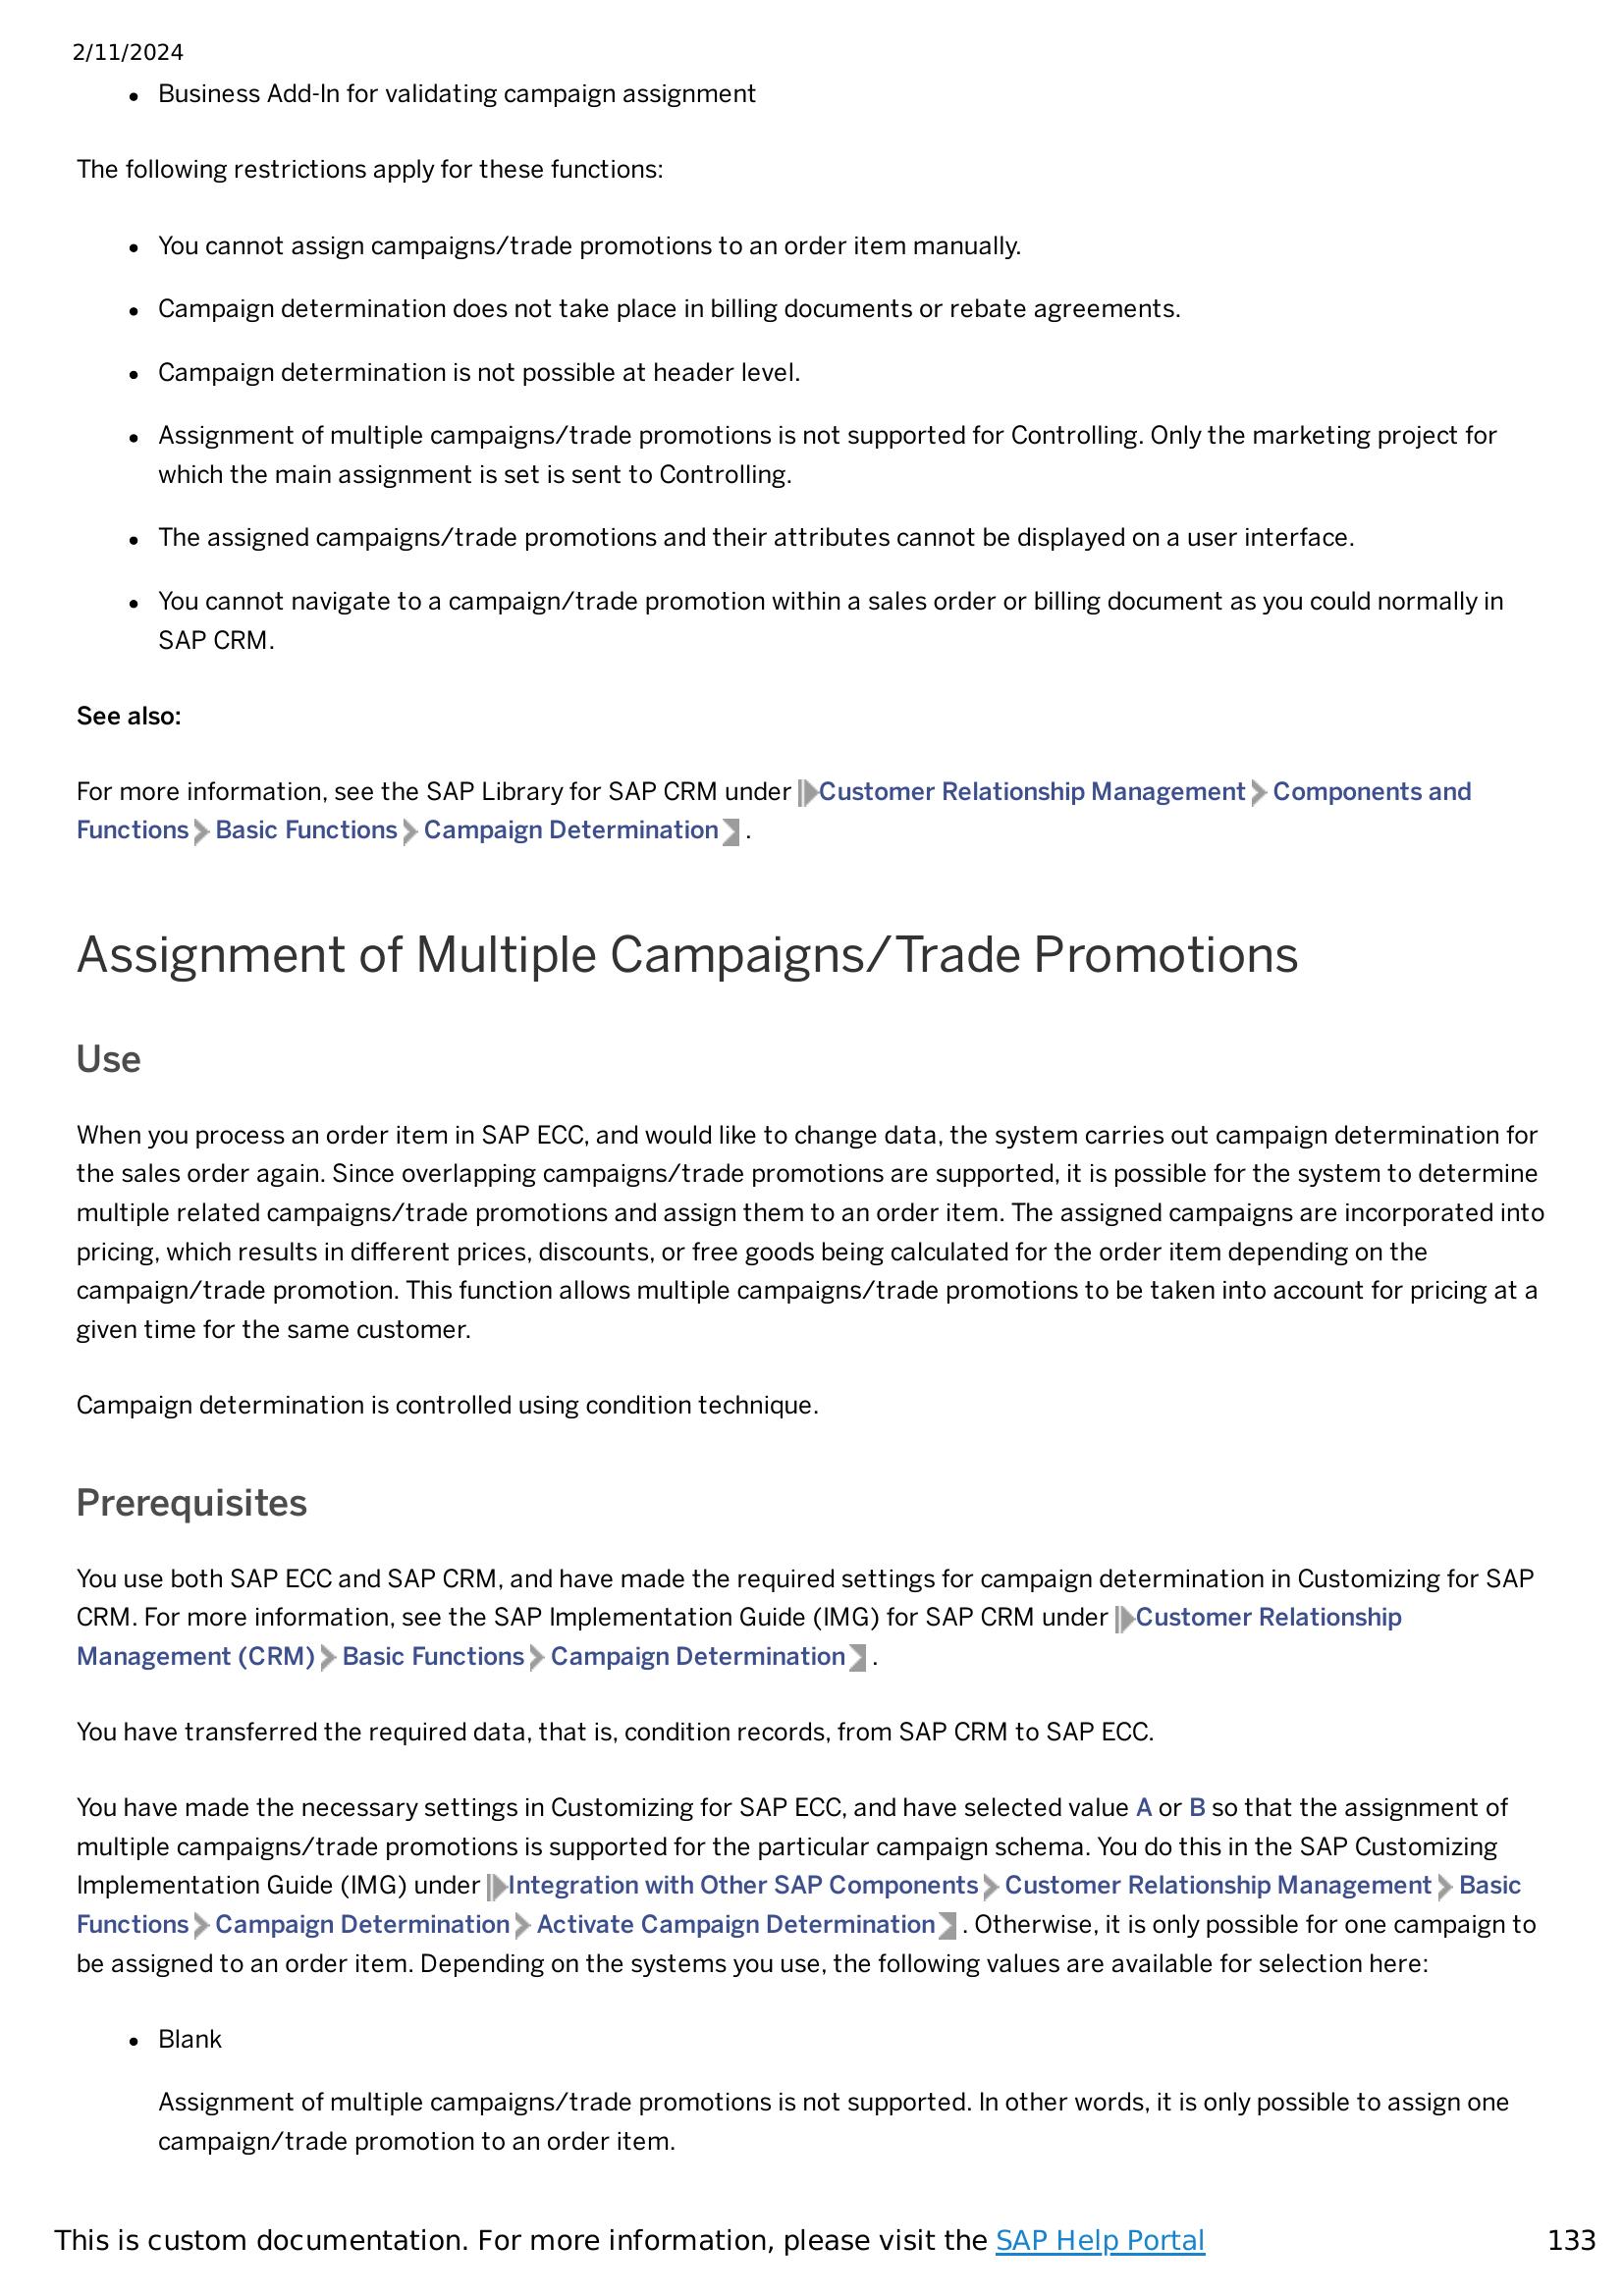 2/11/2024
• Business Add-In for validating campaign assignment
The following restrictions apply for these functions:
• You cannot assign campaigns/trade promotions to an order item manually.
• Campaign determination does not take place in billing documents or rebate agreements.
• Campaign determination is not possible at header level.
• Assignment of multiple campaigns/trade promotions is not supported for Controlling. Only the marketing project for
which the main assignment is set is sent to Controlling.
• The assigned campaigns/trade promotions and their attributes cannot be displayed on a user interface.
• You cannot navigate to a campaign/trade promotion within a sales order or billing document as you could normally in
SAP CRM.
See also:
For more information, see the SAP Library for SAP CRM under Customer Relationship Management Components and
Functions Basic Functions Campaign Determination .
Assignment of Multiple Campaigns/Trade Promotions
Use
When you process an order item in SAP ECC, and would like to change data, the system carries out campaign determination for
the sales order again. Since overlapping campaigns/trade promotions are supported, it is possible for the system to determine
multiple related campaigns/trade promotions and assign them to an order item. The assigned campaigns are incorporated into
pricing, which results in different prices, discounts, or free goods being calculated for the order item depending on the
campaign/trade promotion. This function allows multiple campaigns/trade promotions to be taken into account for pricing at a
given time for the same customer.
Campaign determination is controlled using condition technique.
Prerequisites
You use both SAP ECC and SAP CRM, and have made the required settings for campaign determination in Customizing for SAP
CRM. For more information, see the SAP Implementation Guide (IMG) for SAP CRM under Customer Relationship
Management (CRM) Basic Functions Campaign Determination .
You have transferred the required data, that is, condition records, from SAP CRM to SAP ECC.
You have made the necessary settings in Customizing for SAP ECC, and have selected value A or B so that the assignment of
multiple campaigns/trade promotions is supported for the particular campaign schema. You do this in the SAP Customizing
Implementation Guide (IMG) under Integration with Other SAP Components Customer Relationship Management Basic
Functions Campaign Determination Activate Campaign Determination . Otherwise, it is only possible for one campaign to
be assigned to an order item. Depending on the systems you use, the following values are available for selection here:
• Blank
Assignment of multiple campaigns/trade promotions is not supported. In other words, it is only possible to assign one
campaign/trade promotion to an order item.
This is custom documentation. For more information, please visit the SAP Help Portal 133